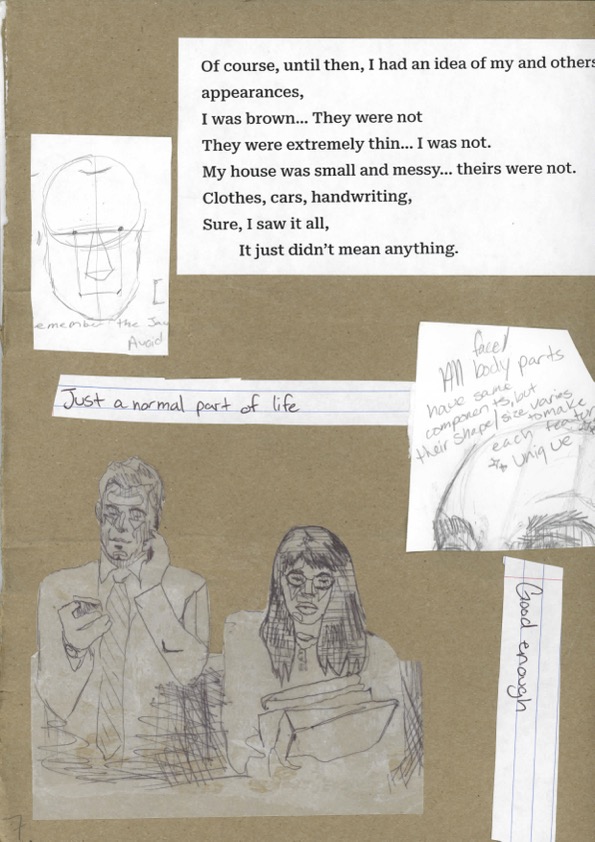 Of course, until then, I had an idea of my and others
appearances,
I was brown... They were not
They were extremely thin... I was not.
My house was small and messy... theirs were not.
Clothes, cars, handwriting,
Sure, I saw it all,
It just didn't mean anything.
emember the Jaw
Avoid
face/
All body parts
have same
components, but
their shape/size varies
to make
each feature
unique
Just a normal part of life
Good enough
7.